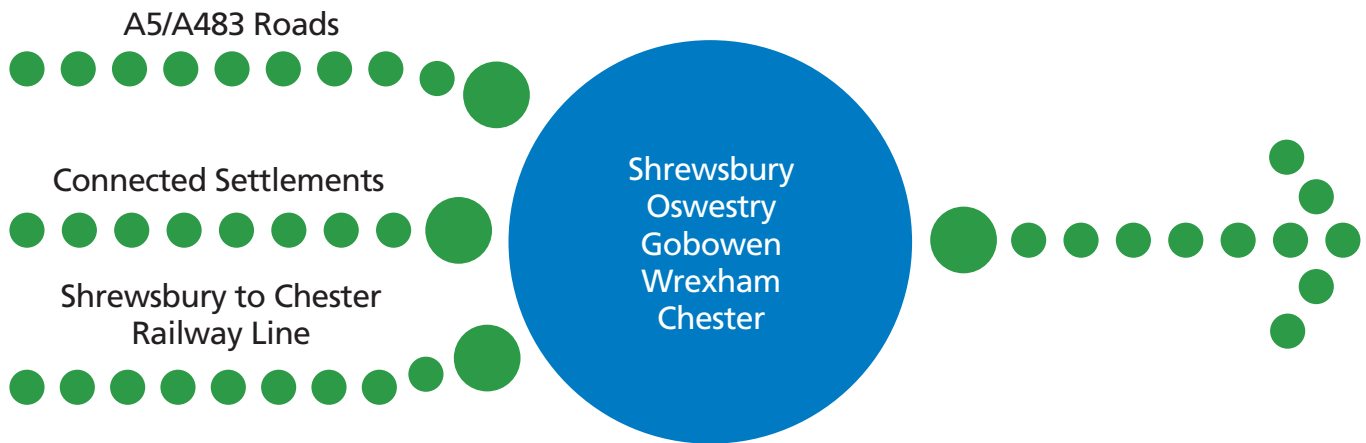 A5/A483 Roads
Connected Settlements
Shrewsbury to Chester
Railway Line
Shrewsbury
Oswestry
Gobowen
Wrexham
Chester